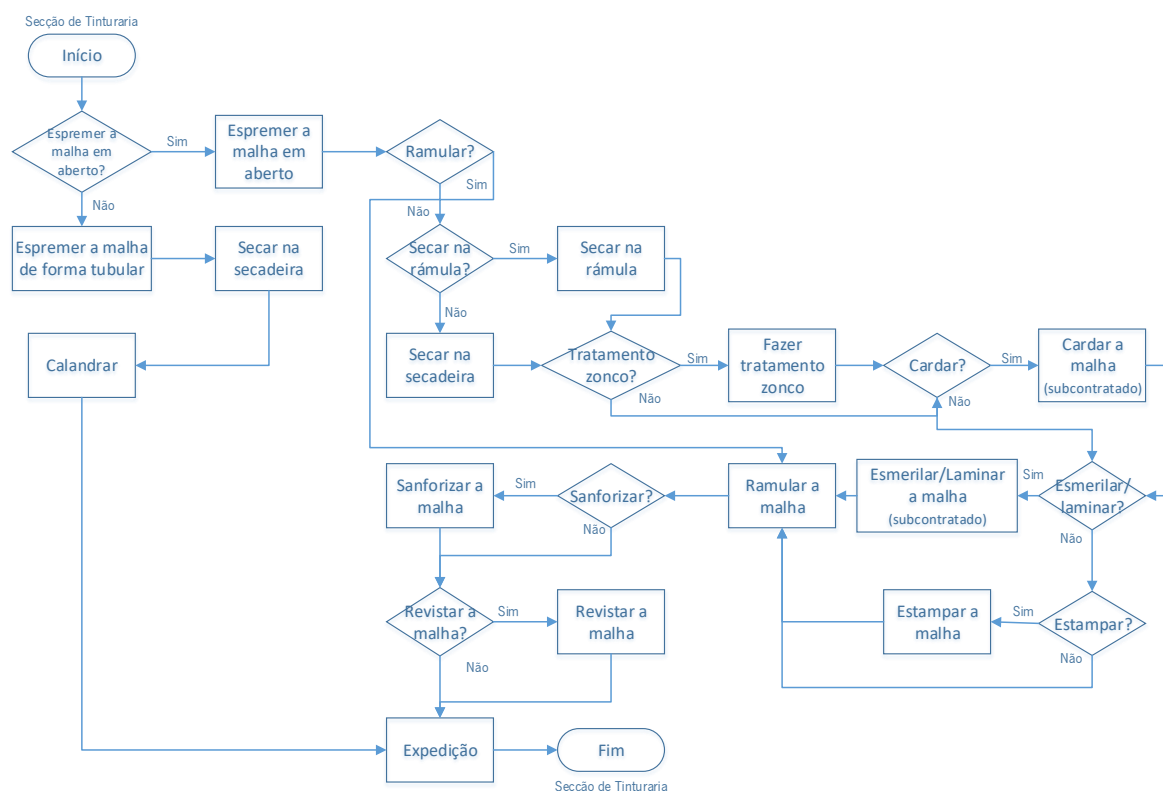 Secção de Tinturaria
Início
Espremer a
malha em
aberto?
Sim
Espremer a
malha em
aberto
Ramular?
Sim
Não
Não
Espremer a malha
de forma tubular
Secar na
secadeira
Secar na
rámula?
Sim
Secar na
rámula
Não
Calandrar
Secar na
secadeira
Tratamento
zonco?
Sim
Não
Fazer
tratamento
zonco
Cardar?
Sim
Não
Cardar a
malha
(subcontratado)
Sanforizar a
malha
Sim
Sanforizar?
Não
Ramular a
malha
Esmerilar/Laminar
a malha
(subcontratado)
Sim
Esmerilar/
laminar?
Não
Revistar a
malha?
Sim
Não
Revistar a
malha
Estampar a
malha
Sim
Estampar?
Não
Expedição
Fim
Secção de Tinturaria